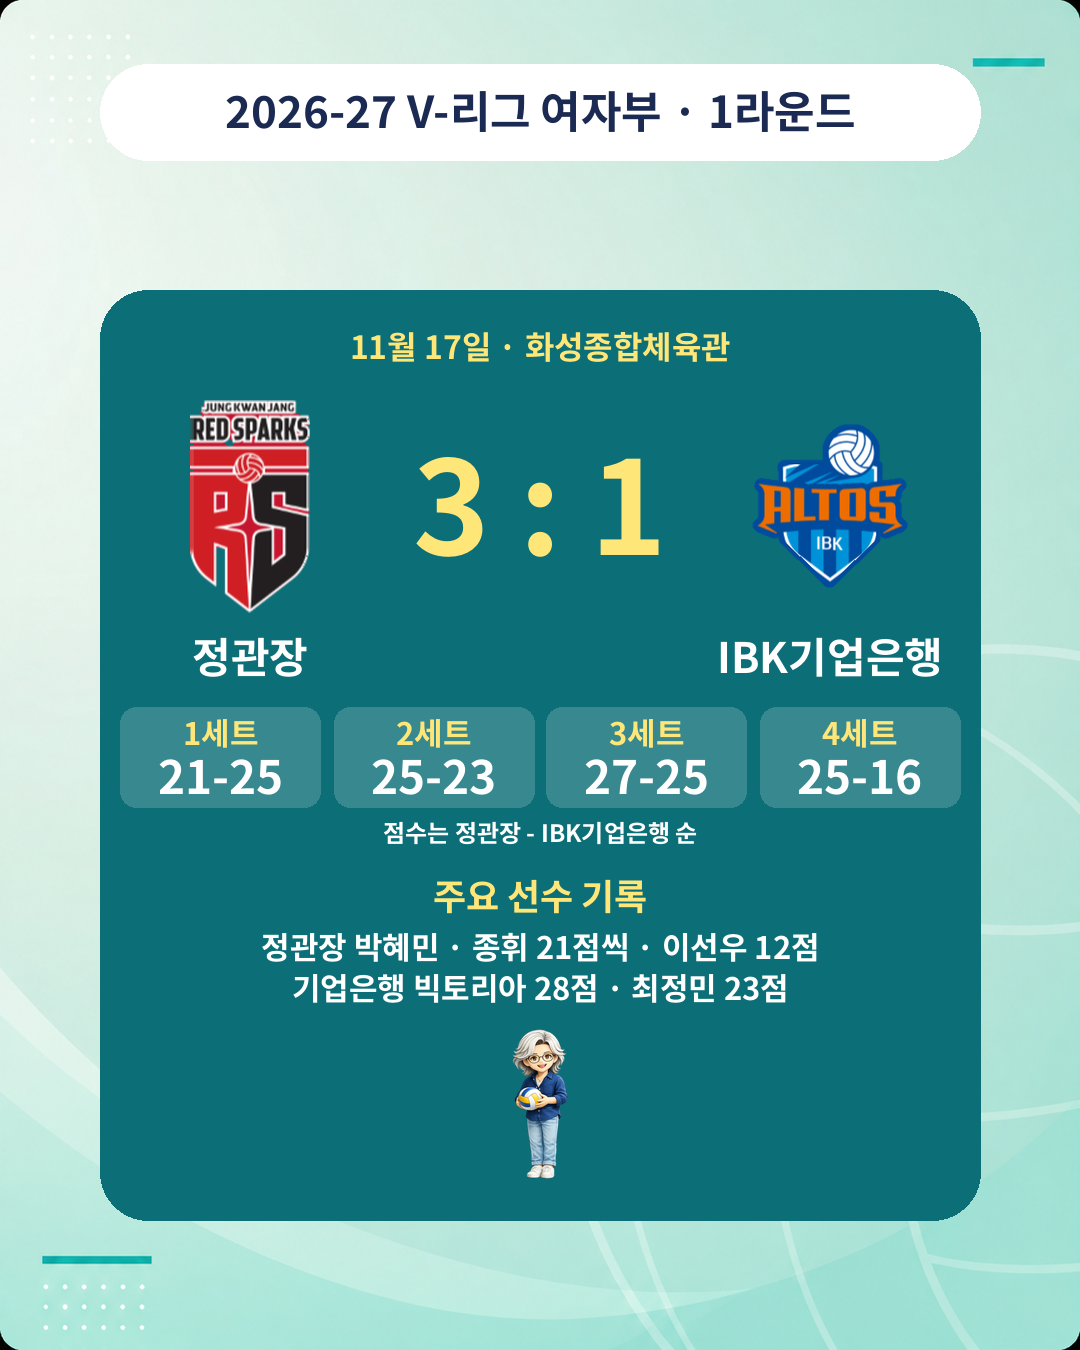 2026-27 V-리그 여자부 · 1라운드
11월 17일 · 화성종합체육관
JUNG KWAN JANG
RED SPARKS
RS
3 : 1
ALTOS
IBK
정관장
IBK기업은행
1세트
21-25
2세트
25-23
3세트
27-25
4세트
25-16
점수는 정관장 - IBK기업은행 순
주요 선수 기록
정관장 박혜민 · 종휘 21점씩 · 이선우 12점
기업은행 빅토리아 28점 · 최정민 23점